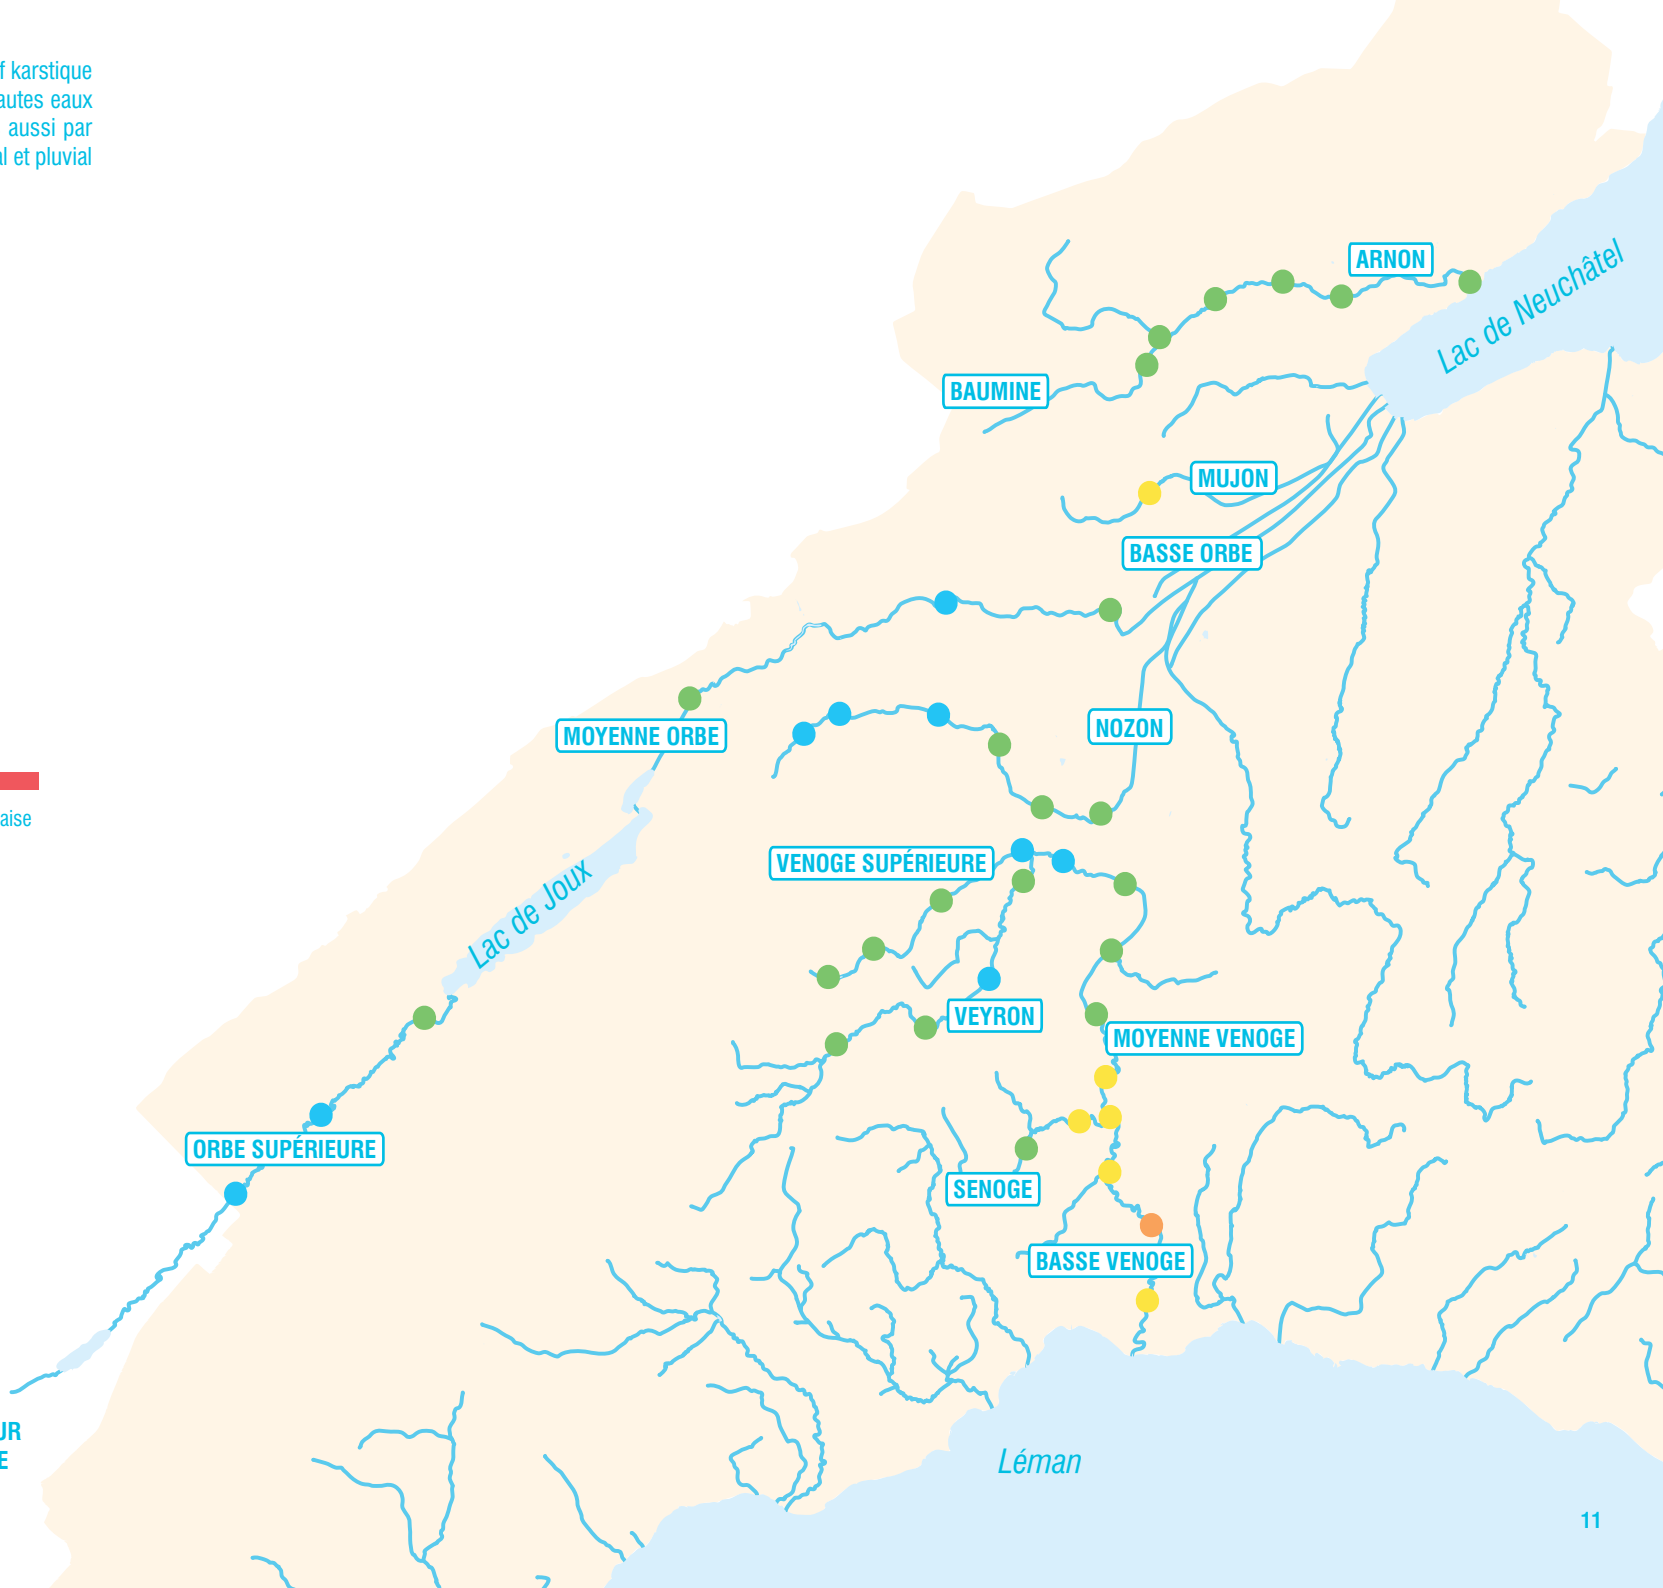 f karstique
autes eaux
aussi par
al et pluvial
ARNON
Lac de Neuchâtel
BAUMINE
MUJON
BASSE ORBE
MOYENNE ORBE
NOZON
aise
VENOGE SUPÉRIEURE
Lac de Joux
VEYRON
MOYENNE VENOGE
ORBE SUPÉRIEURE
SENOGE
BASSE VENOGE
UR
E
Léman
11